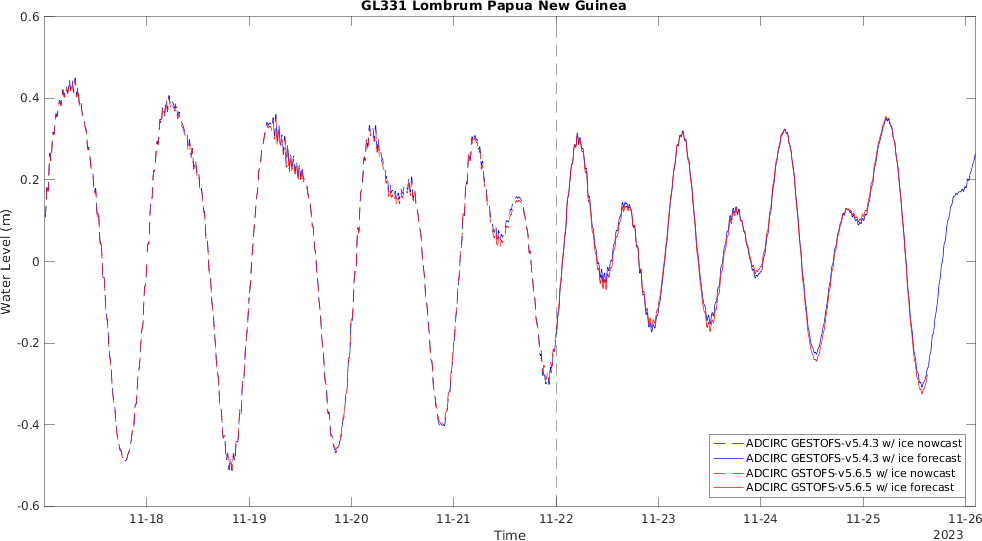 GL331 Lombrum Papua New Guinea
0.6
0.4
0.2
0
-0.2
-0.4
-0.6
Water Level (m)
ADCIRC GESTOFS-v5.4.3 w/ ice nowcast
ADCIRC GESTOFS-v5.4.3 w/ ice forecast
ADCIRC GSTOFS-v5.6.5 w/ ice nowcast
ADCIRC GSTOFS-v5.6.5 w/ ice forecast
11-18 11-19 11-20 11-21 11-22 11-23 11-24 11-25 11-26
Time
2023